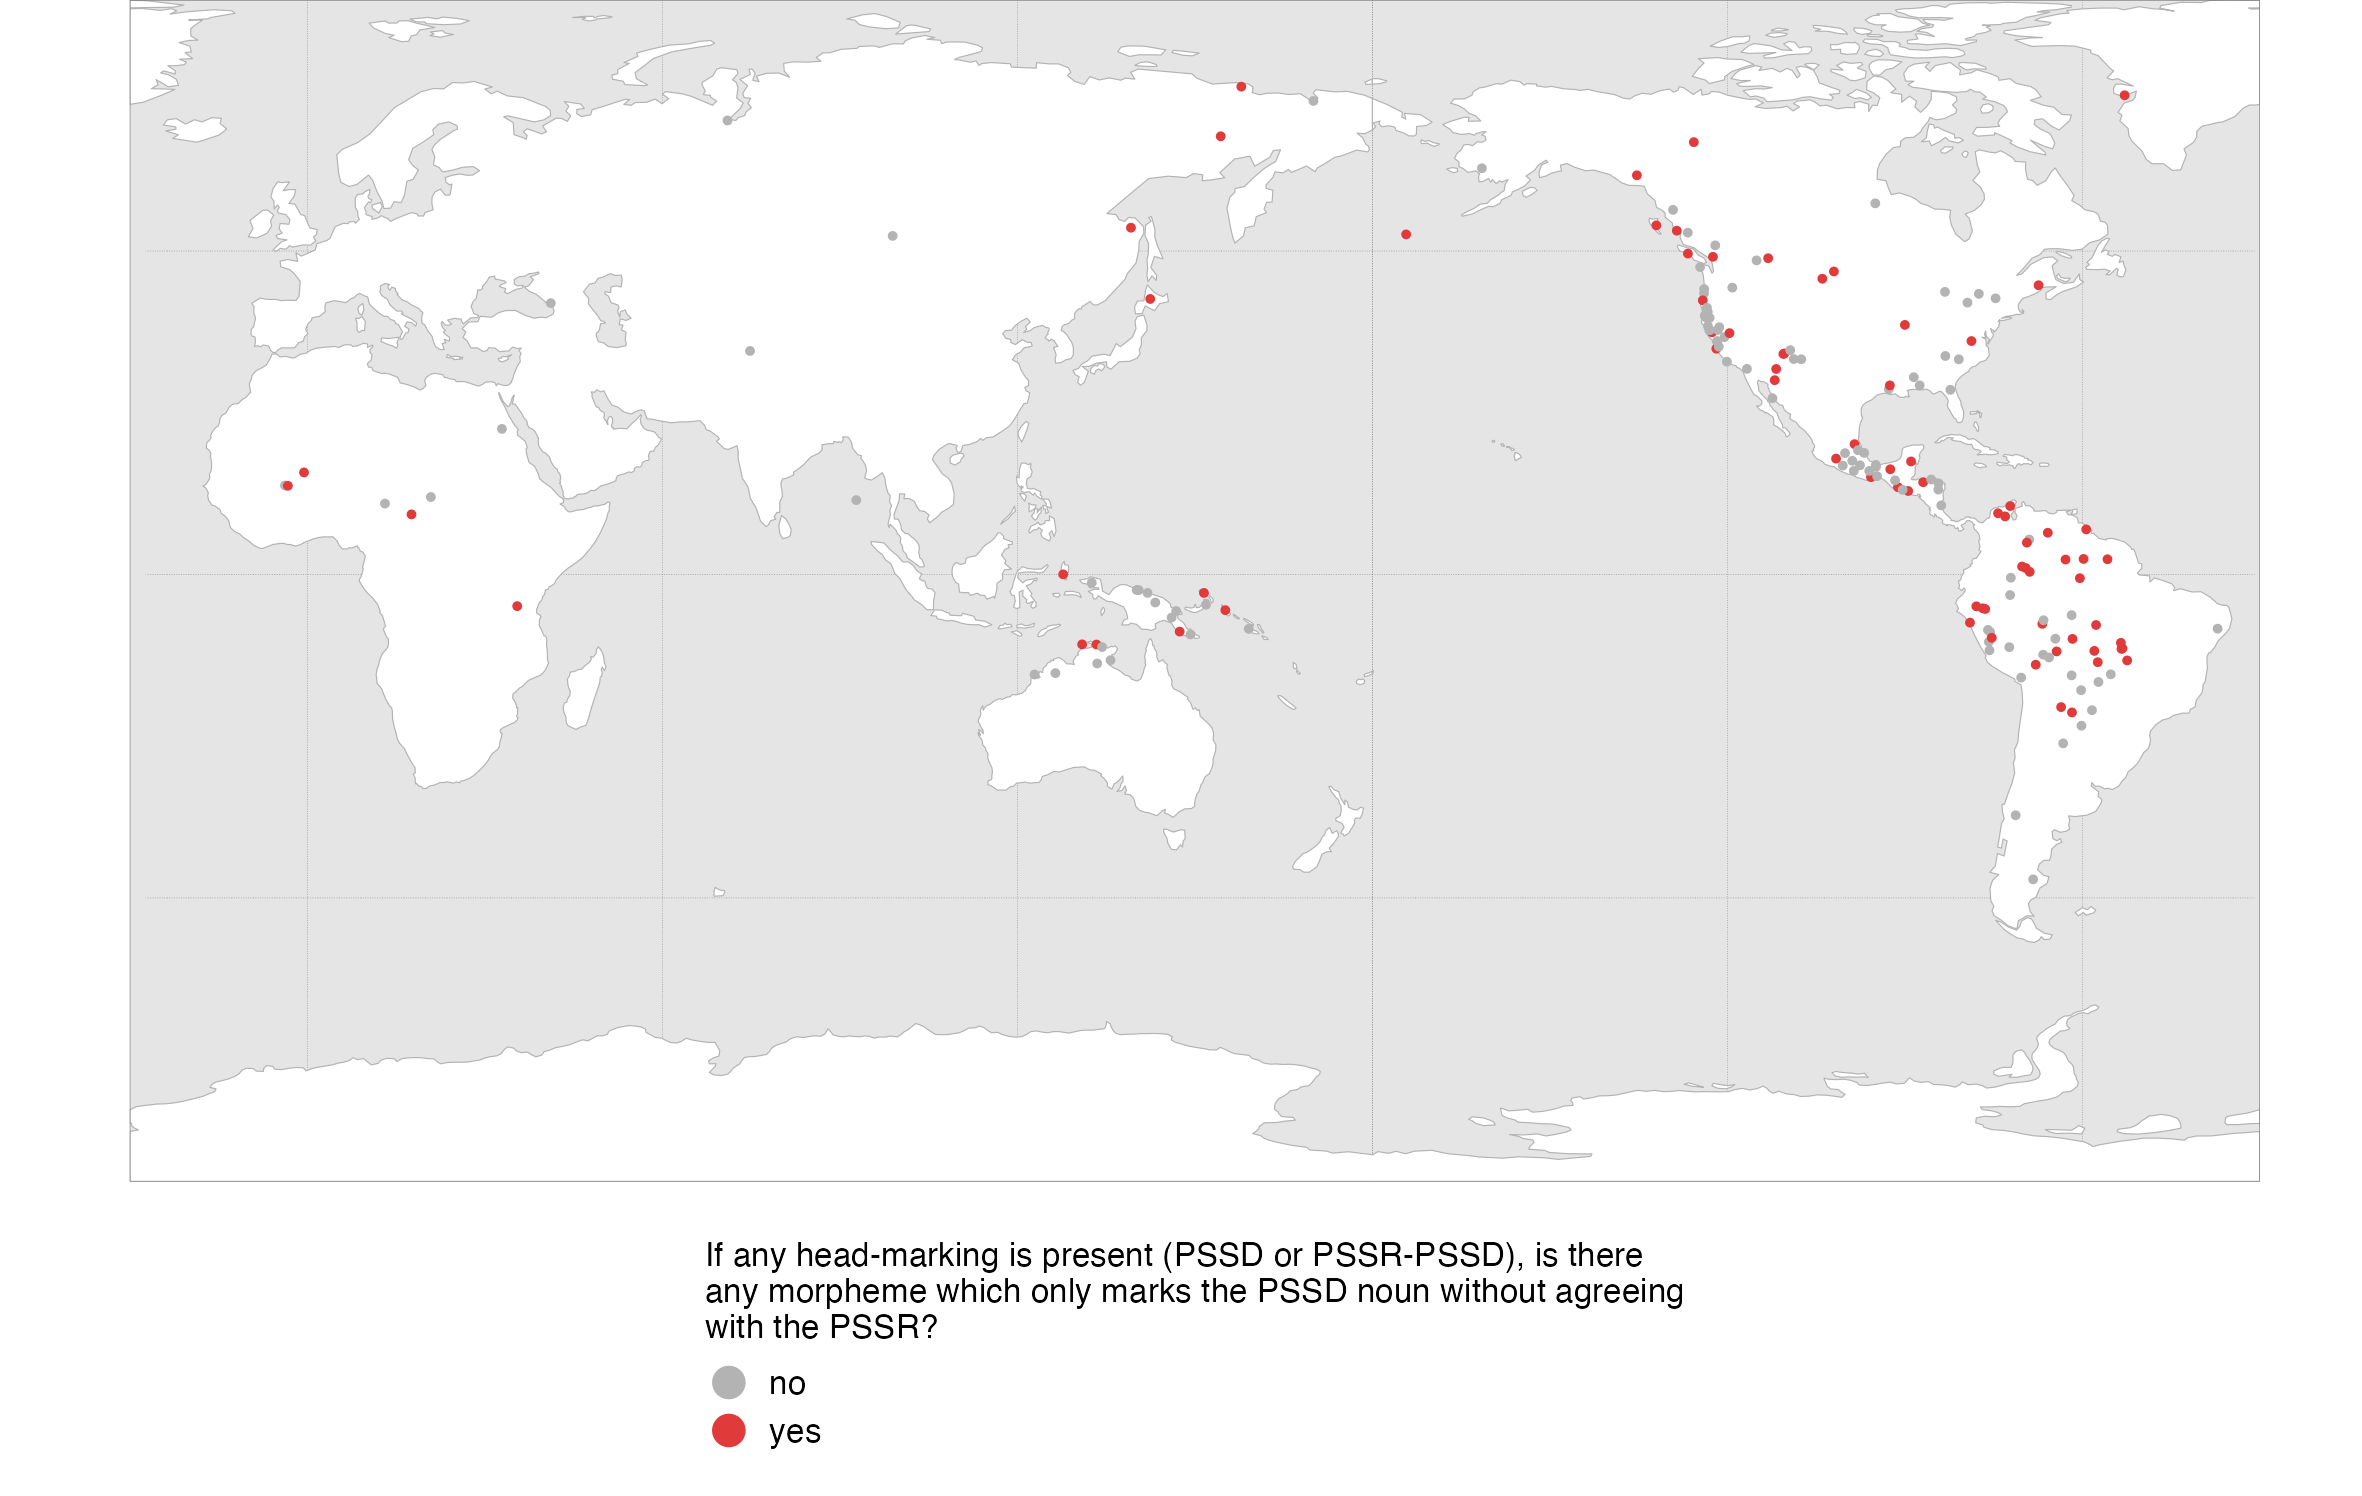 If any head-marking is present (PSSD or PSSR-PSSD), is there
any morpheme which only marks the PSSD noun without agreeing
with the PSSR?
no
yes